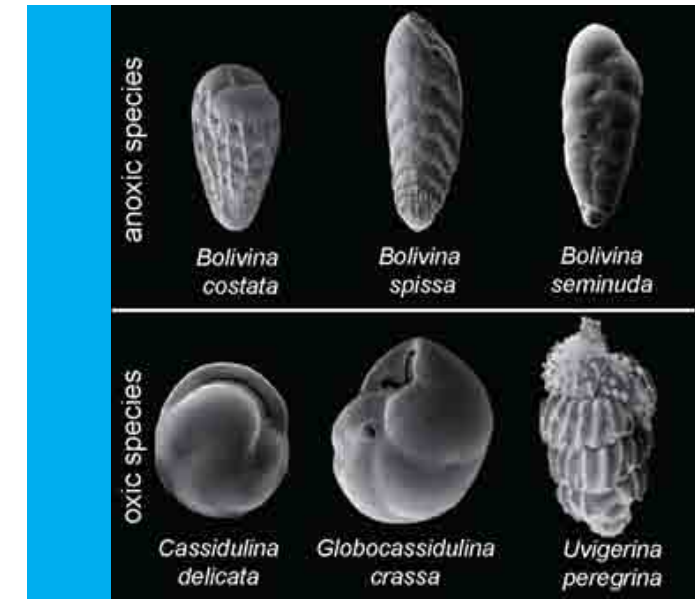 anoxic species
Bolivina
costata
Bolivina
spissa
Bolivina
seminuda
oxic species
Cassidulina
delicata
Globocassidulina
crassa
Uvigerina
peregrina